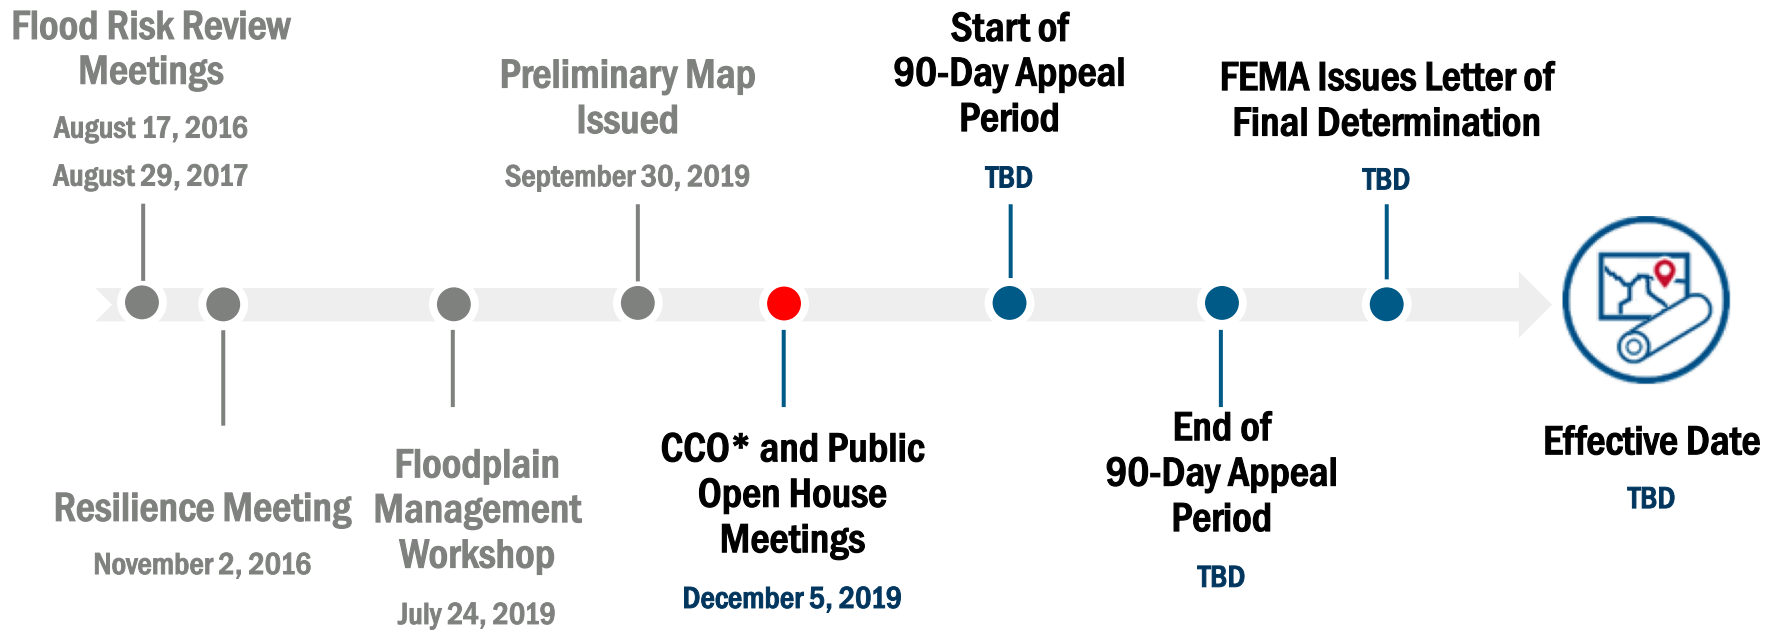 Flood Risk Review
Meetings
August 17, 2016
August 29, 2017
Resilience Meeting
November 2, 2016
Floodplain
Management
Workshop
July 24, 2019
Preliminary Map
Issued
September 30, 2019
CCO* and Public
Open House
Meetings
December 5, 2019
Start of
90-Day Appeal
Period
TBD
End of
90-Day Appeal
Period
TBD
FEMA Issues Letter of
Final Determination
TBD
Effective Date
TBD